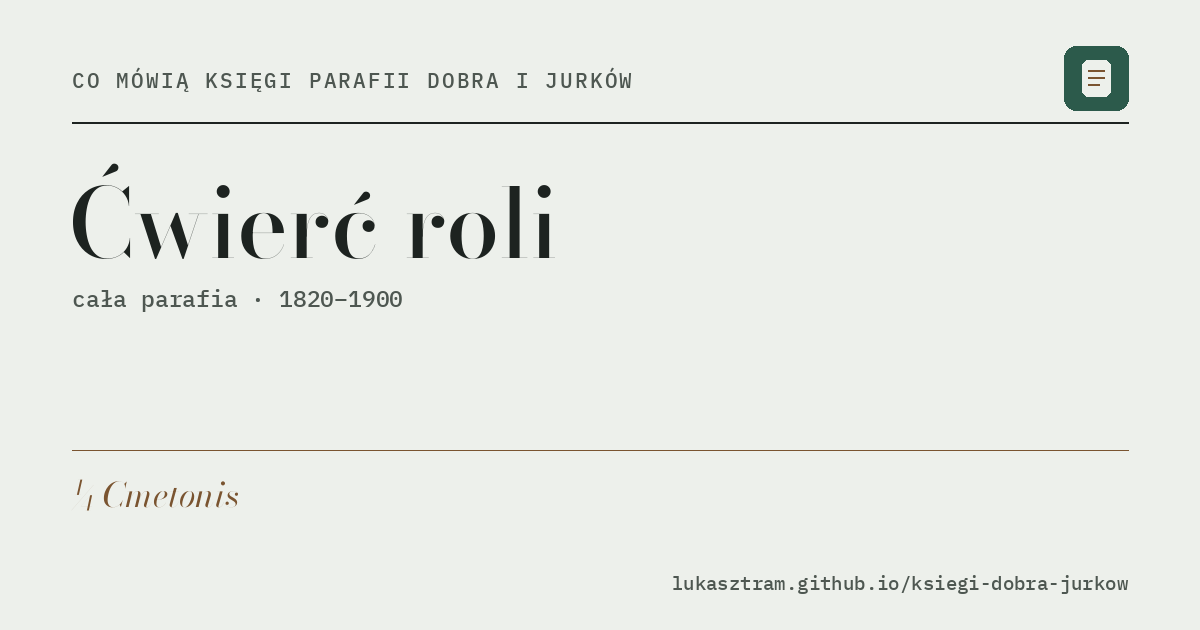 CO MÓWIĄ KSIĘGI PARAFII DOBRA I JURKÓW
Ćwierć roli
cała parafia · 1820–1900
¼ Cmetonis
lukasztram.github.io/ksiegi-dobra-jurkow